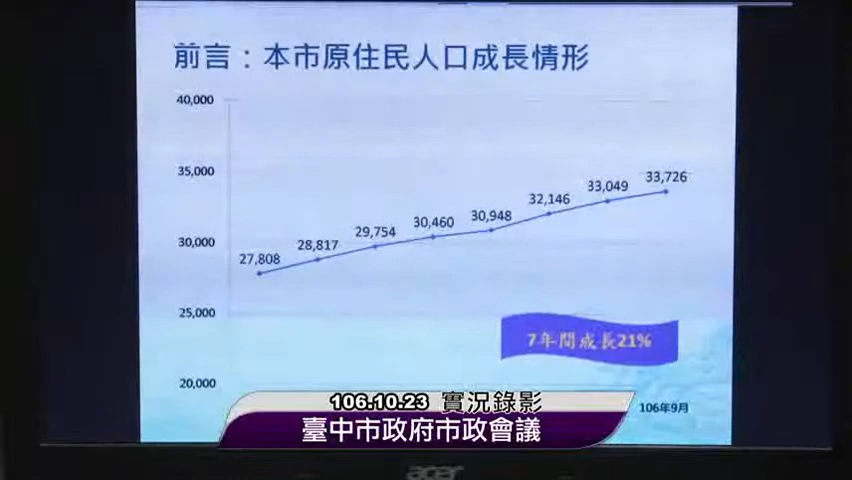 前言：本市原住民人口成長情形
40,000
35,000
30,000
25,000
20,000
27,808
28,817
29,754
30,460
30,948
32,146
33,049
33,726
7年間成長21%
106年9月
106.10.23 實況錄影
臺中市政府市政會議
acer